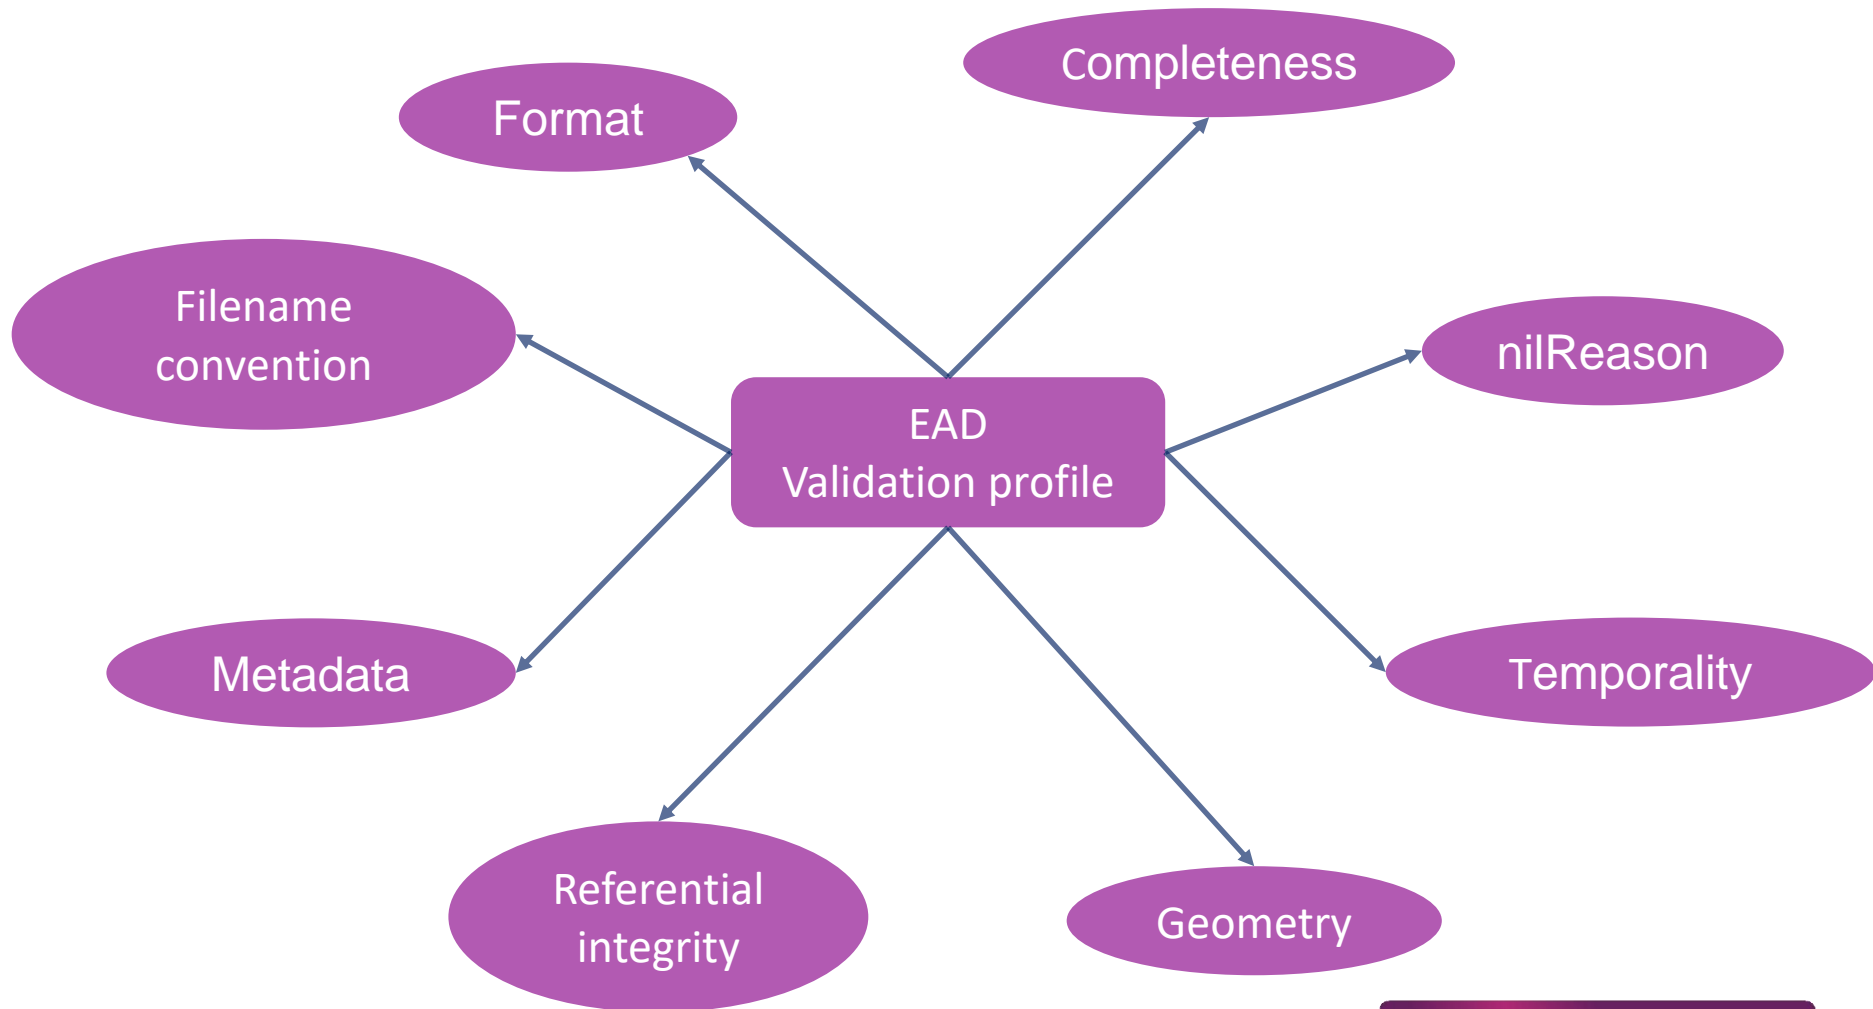 Completeness
Format
Filename
convention
nilReason
EAD
Validation profile
Metadata
Temporality
Referential
integrity
Geometry